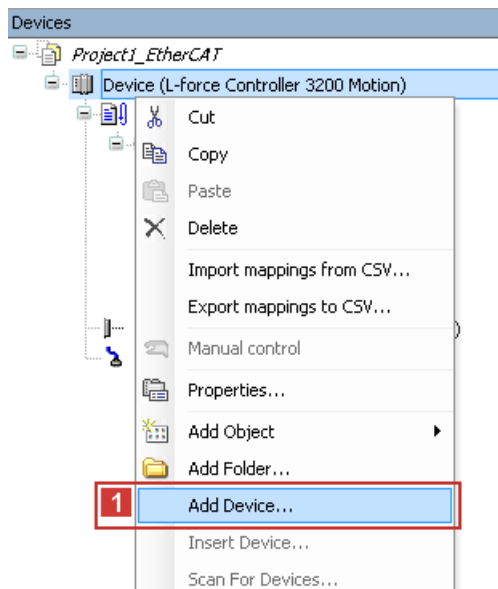 Devices
Project1_EtherCAT
Device (L-force Controller 3200 Motion)
Cut
Copy
Paste
Delete
Import mappings from CSV...
Export mappings to CSV...
)
Manual control
Properties...
Add Object
Add Folder...
1 Add Device...
Insert Device...
Scan For Devices...